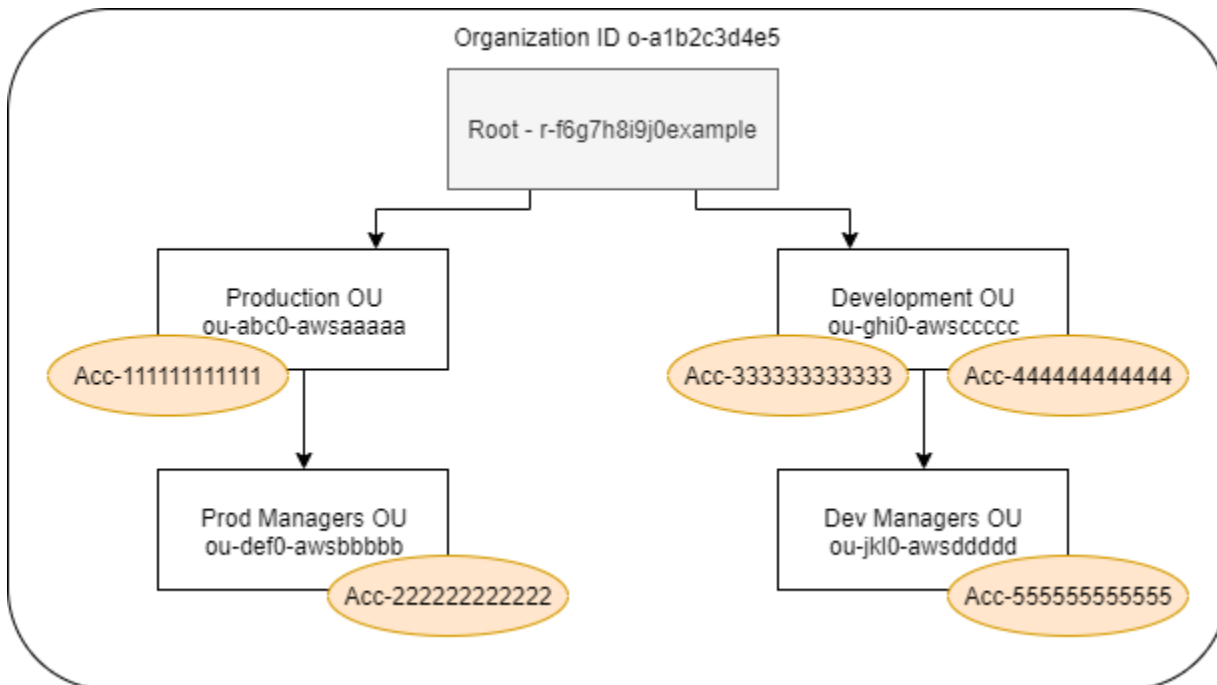 Organization ID o-a1b2c3d4e5
Root - r-f6g7h8i9j0example
Production OU
ou-abc0-awsaaaaa
Acc-111111111111
Development OU
ou-ghi0-awsccccc
Acc-333333333333
Acc-444444444444
Prod Managers OU
ou-def0-awsbbbbb
Acc-222222222222
Dev Managers OU
ou-jkl0-awsddddd
Acc-555555555555